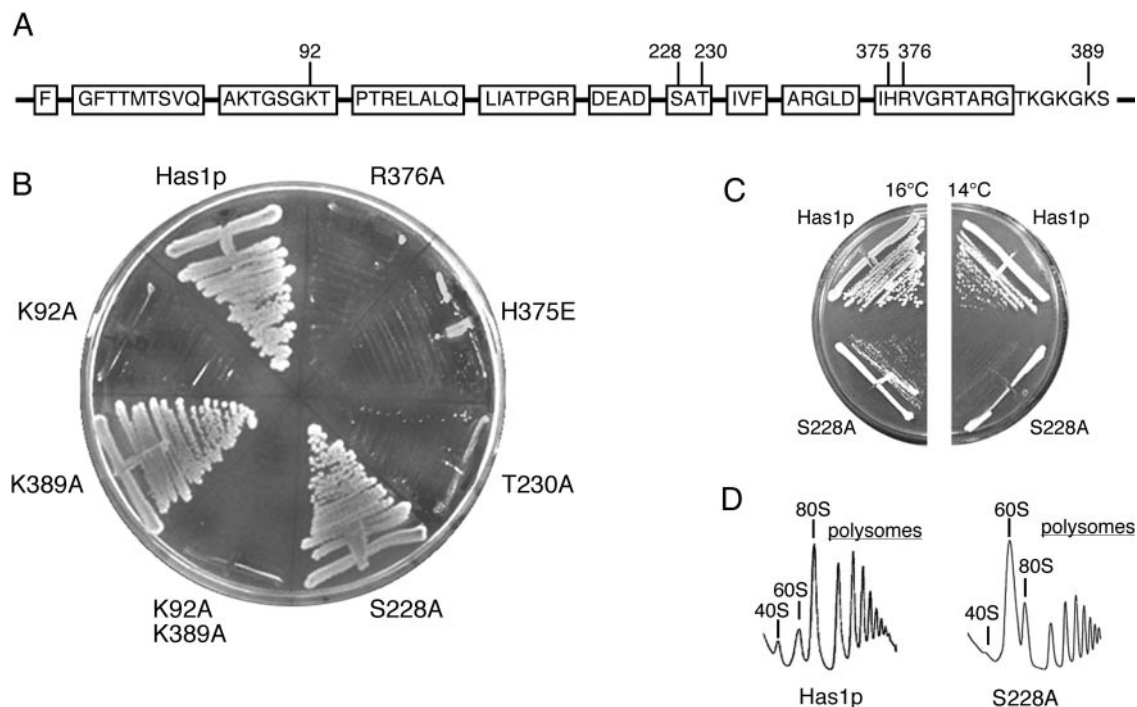 A
92
228 230
375 376
389
F GFTTMTSVQ AKTGSGKT PTRELALQ LIATPGR DEAD SAT IVF ARGLD IHRVGRTARG TKGKGKS
B
Has1p
R376A
K92A
H375E
K389A
T230A
K92A
K389A
S228A
C
16°C 14°C
Has1p
Has1p
S228A
S228A
D
80S
polysomes
60S
40S
Has1p
60S
polysomes
80S
40S
S228A